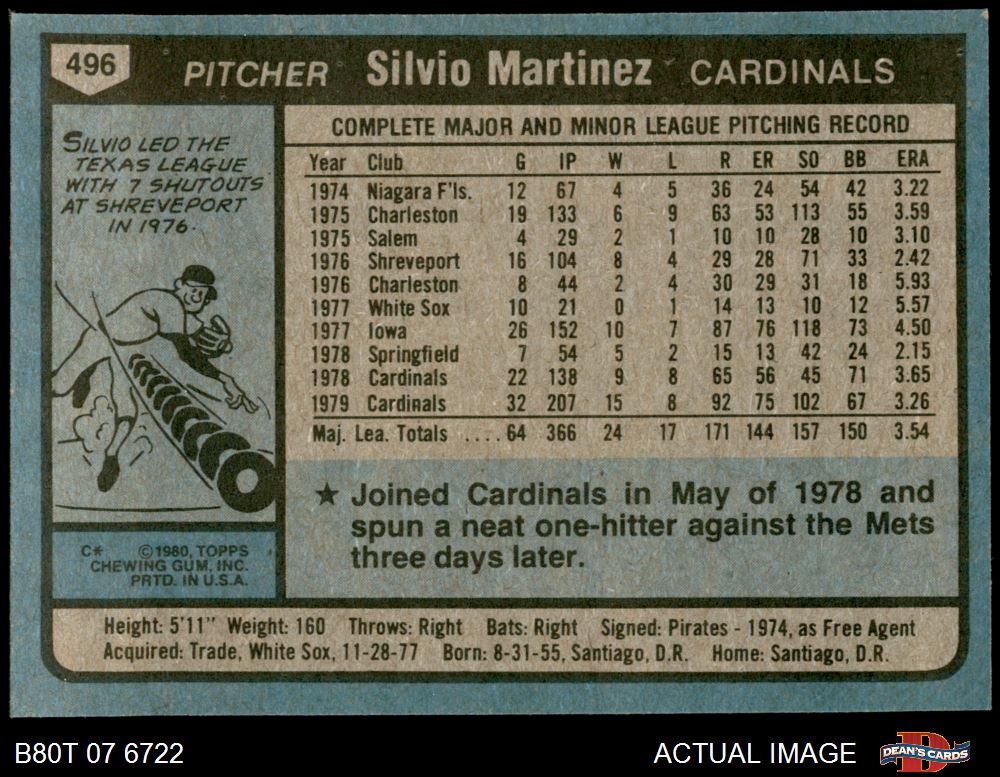 496 PITCHER Silvio Martinez CARDINALS
SILVIO LED THE
TEXAS LEAGUE
WITH 7 SHUTOUTS
AT SHREVEPORT
IN 1976.
C* ©1980, TOPPS
CHEWING GUM, INC.
PRTD. IN U.S.A.
COMPLETE MAJOR AND MINOR LEAGUE PITCHING RECORD
Year Club G IP W L R ER SO BB ERA
1974 Niagara F'ls. 12 67 4 5 36 24 54 42 3.22
1975 Charleston 19 133 6 9 63 53 113 55 3.59
1975 Salem 4 29 2 1 10 10 28 10 3.10
1976 Shreveport 16 104 8 4 29 28 71 33 2.42
1976 Charleston 8 44 2 4 30 29 31 18 5.93
1977 White Sox 10 21 0 1 14 13 10 12 5.57
1977 Iowa 26 152 10 7 87 76 118 73 4.50
1978 Springfield 7 54 5 2 15 13 42 24 2.15
1978 Cardinals 22 138 9 8 65 56 45 71 3.65
1979 Cardinals 32 207 15 8 92 75 102 67 3.26
Maj. Lea. Totals .... 64 366 24 17 171 144 157 150 3.54
★ Joined Cardinals in May of 1978 and
spun a neat one-hitter against the Mets
three days later.
Height: 5'11" Weight: 160 Throws: Right Bats: Right Signed: Pirates - 1974, as Free Agent
Acquired: Trade, White Sox, 11-28-77 Born: 8-31-55, Santiago, D.R. Home: Santiago, D.R.
B80T 07 6722 ACTUAL IMAGE DEAN'S CARDS